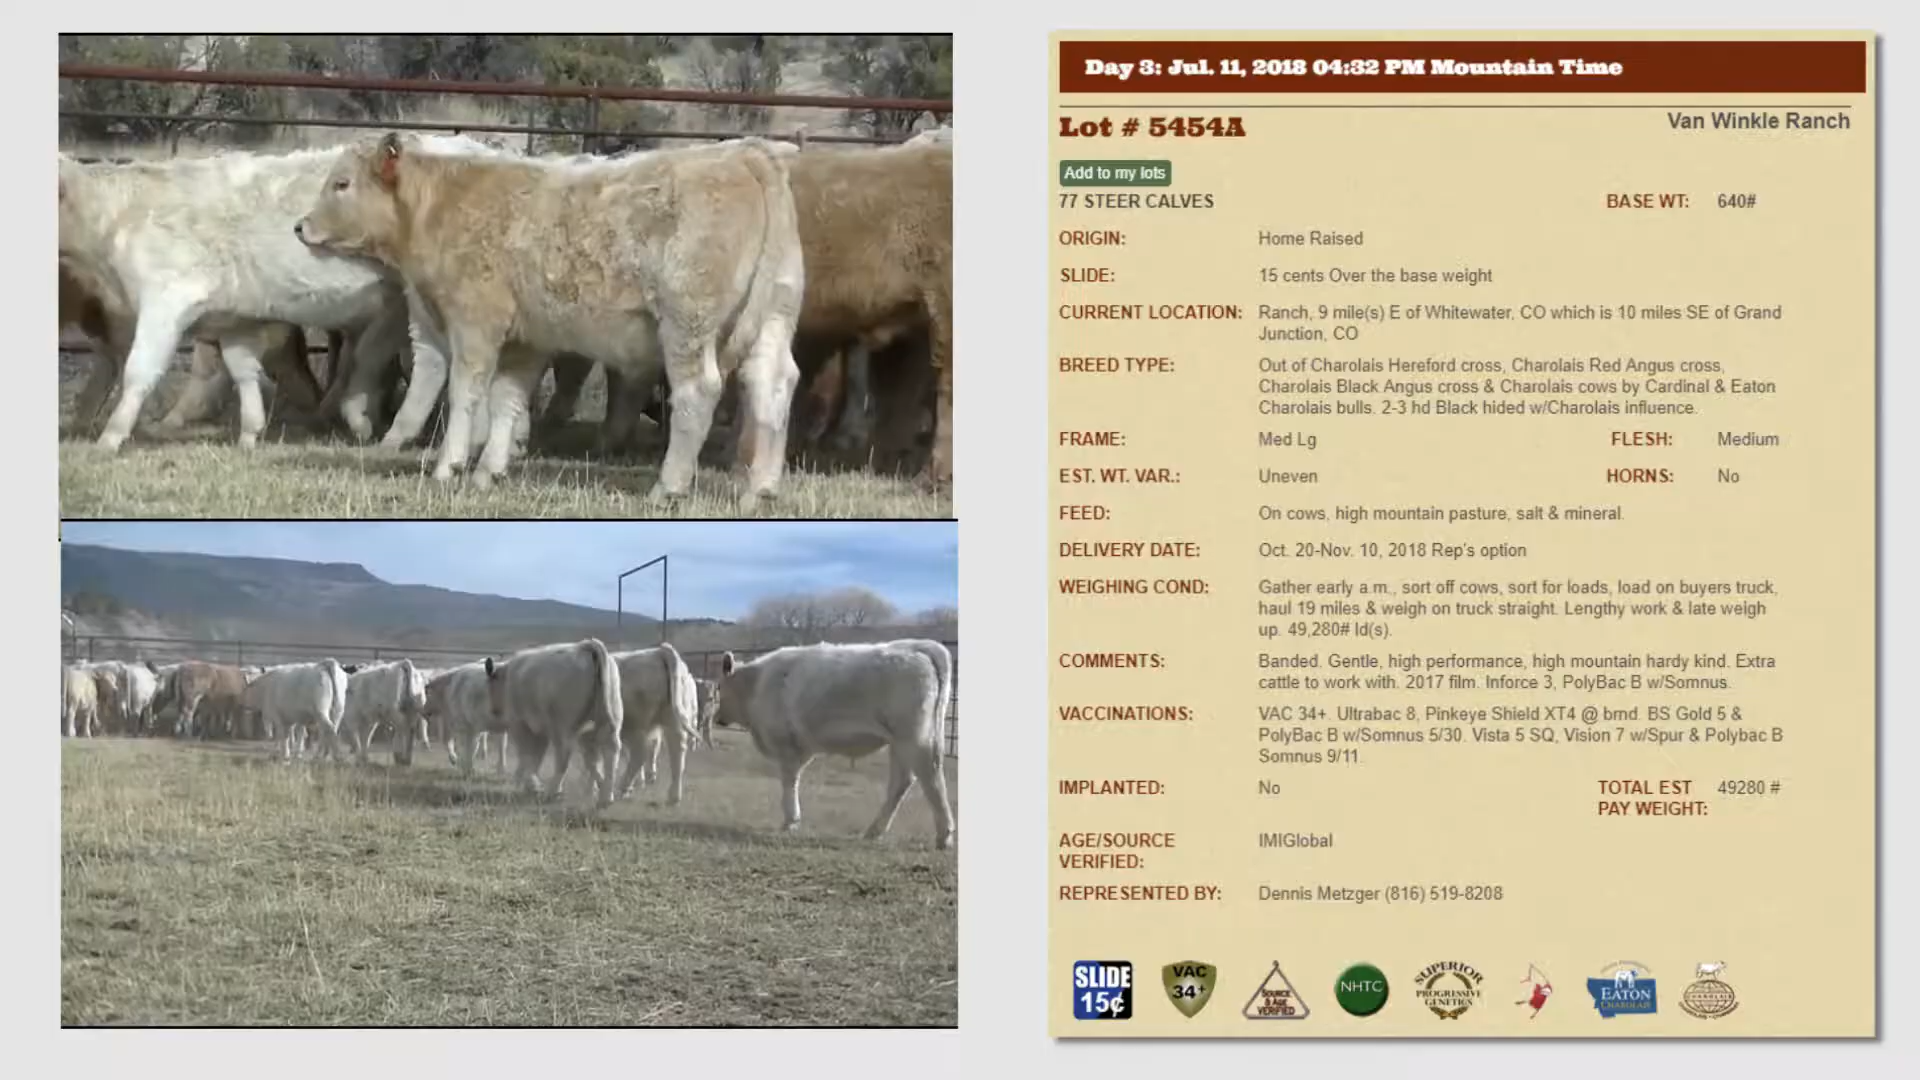 Day 3: Jul. 11, 2018 04:32 PM Mountain Time
Lot # 5454A
Van Winkle Ranch
Add to my lots
77 STEER CALVES BASE WT: 640#
ORIGIN: Home Raised
SLIDE: 15 cents Over the base weight
CURRENT LOCATION: Ranch, 9 mile(s) E of Whitewater, CO which is 10 miles SE of Grand
Junction, CO
BREED TYPE: Out of Charolais Hereford cross, Charolais Red Angus cross,
Charolais Black Angus cross & Charolais cows by Cardinal & Eaton
Charolais bulls. 2-3 hd Black hided w/Charolais influence.
FRAME: Med Lg FLESH: Medium
EST. WT. VAR.: Uneven HORNS: No
FEED: On cows, high mountain pasture, salt & mineral.
DELIVERY DATE: Oct. 20-Nov. 10, 2018 Rep's option
WEIGHING COND: Gather early a.m., sort off cows, sort for loads, load on buyers truck,
haul 19 miles & weigh on truck straight. Lengthy work & late weigh
up. 49,280# ld(s).
COMMENTS: Banded. Gentle, high performance, high mountain hardy kind. Extra
cattle to work with. 2017 film. Inforce 3, PolyBac B w/Somnus.
VACCINATIONS: VAC 34+. Ultrabac 8, Pinkeye Shield XT4 @ brnd. BS Gold 5 &
PolyBac B w/Somnus 5/30. Vista 5 SQ, Vision 7 w/Spur & Polybac B
Somnus 9/11.
IMPLANTED: No TOTAL EST 49280 #
PAY WEIGHT:
AGE/SOURCE IMIGlobal
VERIFIED:
REPRESENTED BY: Dennis Metzger (816) 519-8208
SLIDE
15¢
VAC
34+
SOURCE
& AGE
VERIFIED
NHTC
SUPERIOR
PROGRESSIVE
GENETICS
EATON
CHAROLAIS
CHAROLAIS